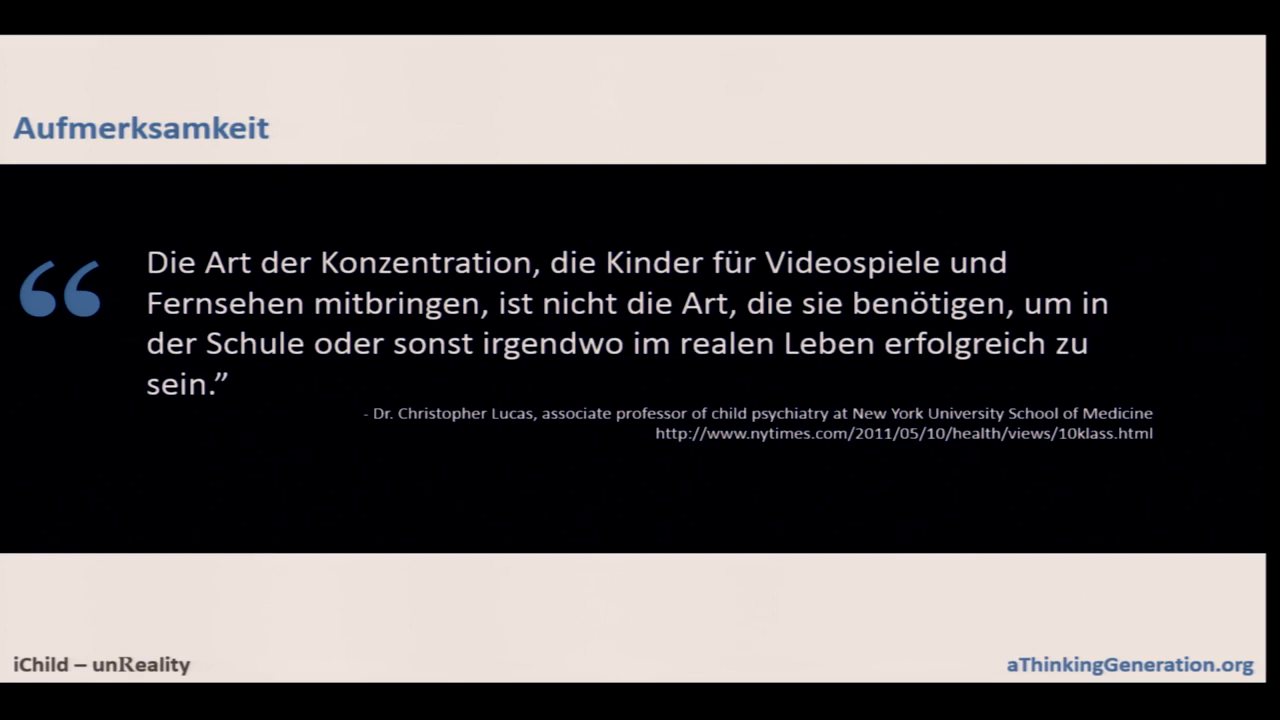 Aufmerksamkeit
“
Die Art der Konzentration, die Kinder für Videospiele und
Fernsehen mitbringen, ist nicht die Art, die sie benötigen, um in
der Schule oder sonst irgendwo im realen Leben erfolgreich zu
sein.”
- Dr. Christopher Lucas, associate professor of child psychiatry at New York University School of Medicine
http://www.nytimes.com/2011/05/10/health/views/10klass.html
iChild – unReality
aThinkingGeneration.org